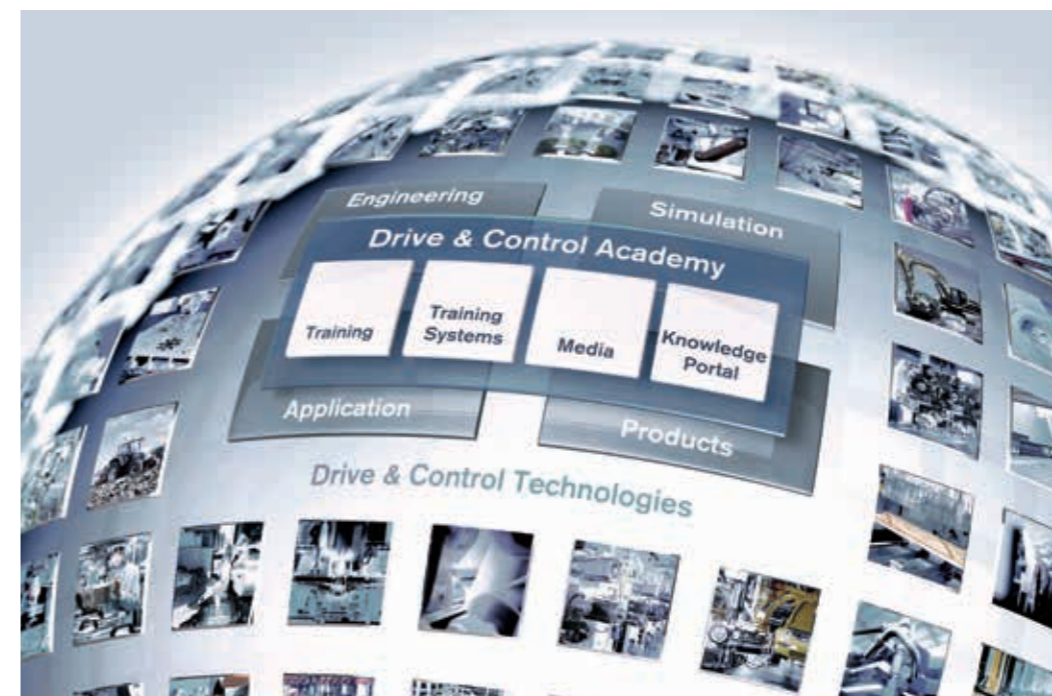 Engineering
Simulation
Drive & Control Academy
Training
Training
Systems
Media
Knowledge
Portal
Application
Products
Drive & Control Technologies